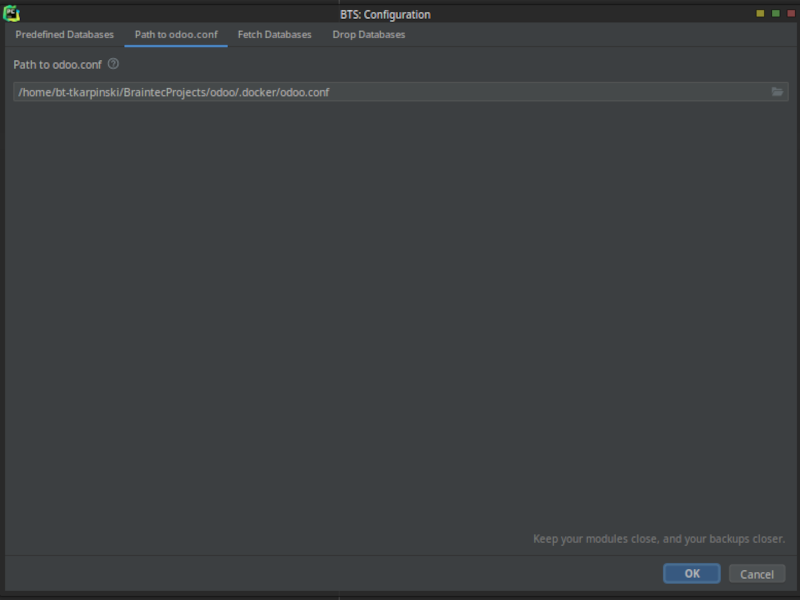 BTS: Configuration
Predefined Databases Path to odoo.conf Fetch Databases Drop Databases
Path to odoo.conf ?
/home/bt-tkarpinski/BraintecProjects/odoo/.docker/odoo.conf
Keep your modules close, and your backups closer.
OK Cancel